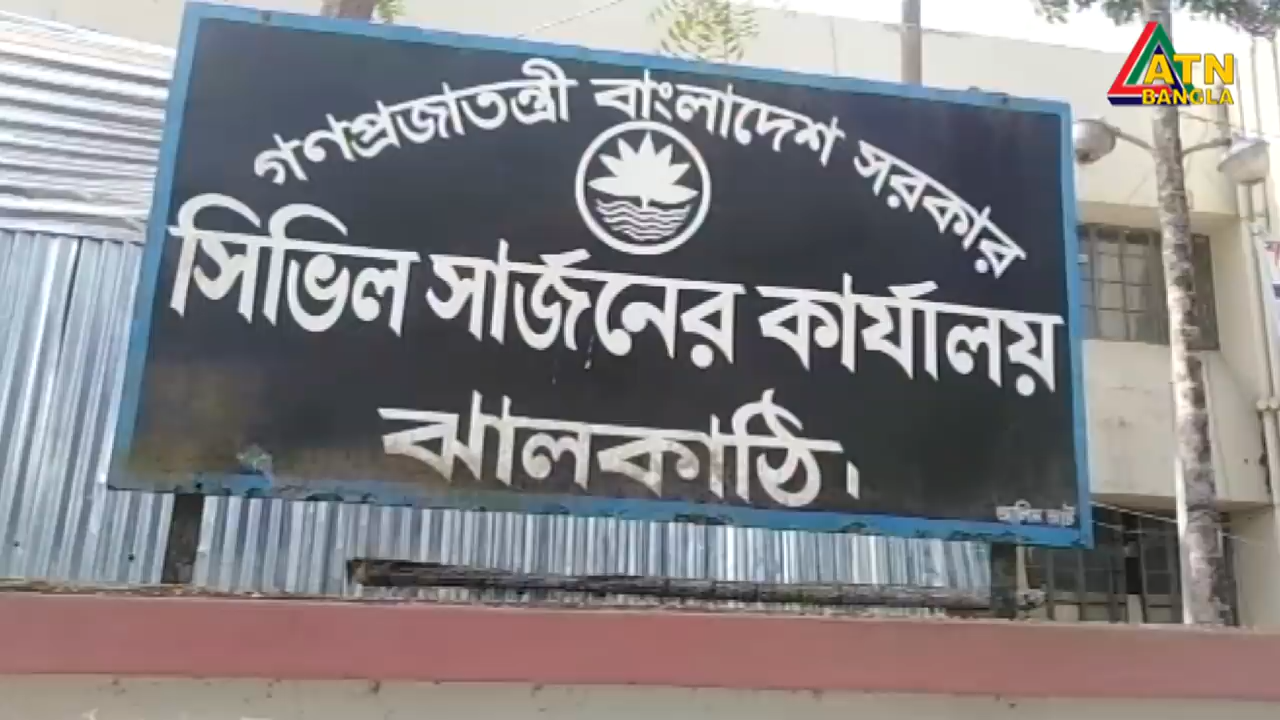 গণপ্রজাতন্ত্রী বাংলাদেশ সরকার
সিভিল সার্জনের কার্যালয়
ঝালকাঠি।
ATN
BANGLA